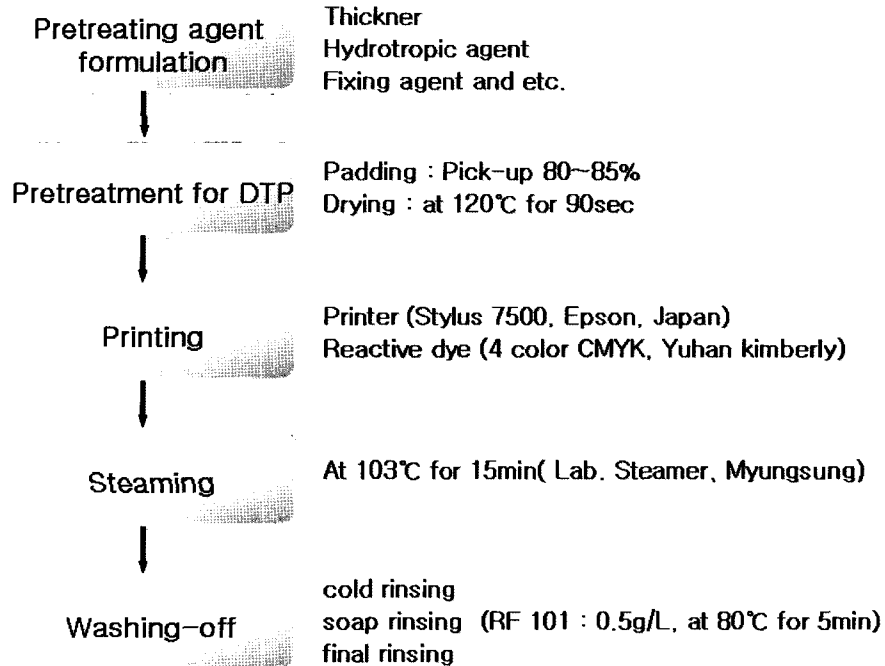 Pretreating agent
formulation
Thickner
Hydrotropic agent
Fixing agent and etc.
Pretreatment for DTP
Padding : Pick-up 80~85%
Drying : at 120℃ for 90sec
Printing
Printer (Stylus 7500, Epson, Japan)
Reactive dye (4 color CMYK, Yuhan kimberly)
Steaming
At 103℃ for 15min( Lab. Steamer, Myungsung)
Washing-off
cold rinsing
soap rinsing (RF 101 : 0.5g/L, at 80℃ for 5min)
final rinsing